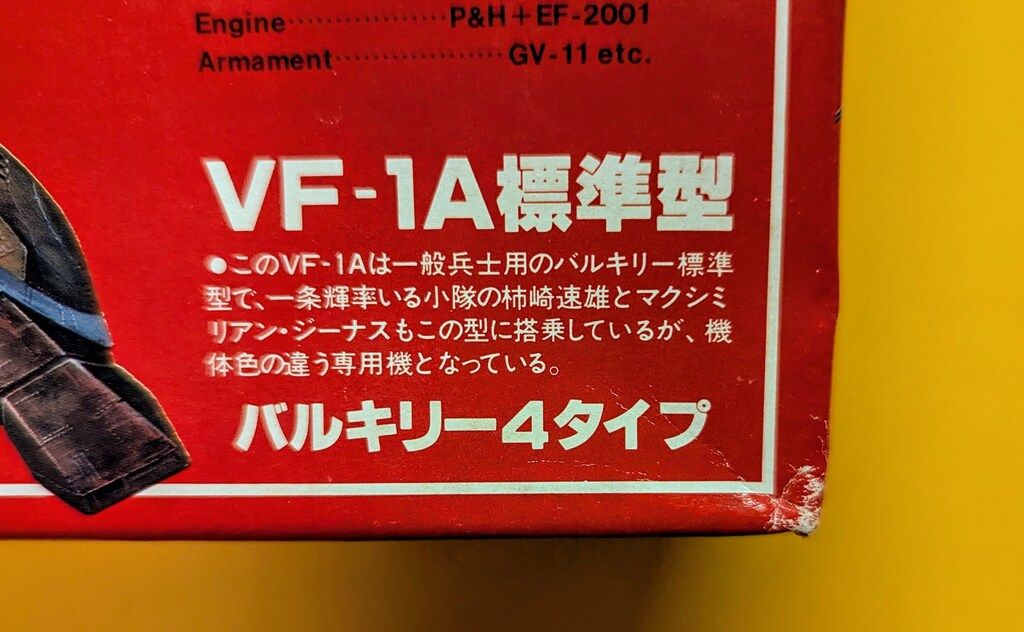 Engine·················P&H+EF-2001
Armament·················GV-11 etc.
VF-1A標準型
●このVF-1Aは一般兵士用のバルキリー標準
型で、一条輝率いる小隊の柿崎速雄とマクシミ
リアン・ジーナスもこの型に搭乗しているが、機
体色の違う専用機となっている。
バルキリー4タイプ